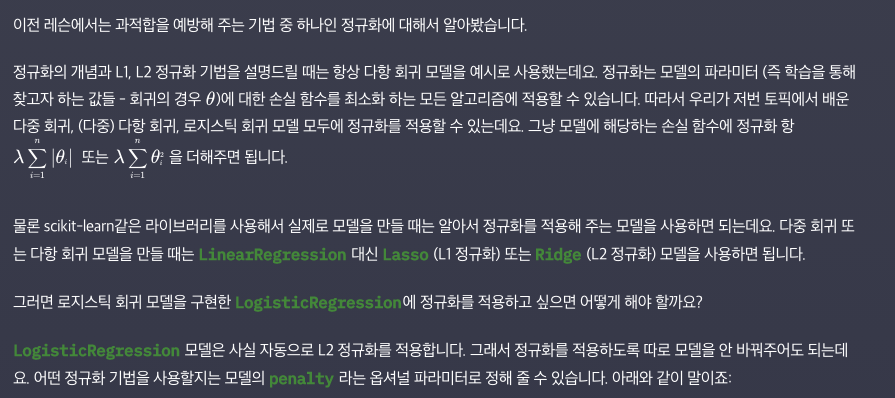 이전 레슨에서는 과적합을 예방해 주는 기법 중 하나인 정규화에 대해서 알아봤습니다.
정규화의 개념과 L1, L2 정규화 기법을 설명드릴 때는 항상 다항 회귀 모델을 예시로 사용했는데요. 정규화는 모델의 파라미터 (즉 학습을 통해
찾고자 하는 값들 - 회귀의 경우 θ)에 대한 손실 함수를 최소화 하는 모든 알고리즘에 적용할 수 있습니다. 따라서 우리가 저번 토픽에서 배운
다중 회귀, (다중) 다항 회귀, 로지스틱 회귀 모델 모두에 정규화를 적용할 수 있는데요. 그냥 모델에 해당하는 손실 함수에 정규화 항
λ∑ⁿᵢ₌₁|θᵢ| 또는 λ∑ⁿᵢ₌₁θᵢ² 을 더해주면 됩니다.
물론 scikit-learn같은 라이브러리를 사용해서 실제로 모델을 만들 때는 알아서 정규화를 적용해 주는 모델을 사용하면 되는데요. 다중 회귀 또
는 다항 회귀 모델을 만들 때는 LinearRegression 대신 Lasso (L1 정규화) 또는 Ridge (L2 정규화) 모델을 사용하면 됩니다.
그러면 로지스틱 회귀 모델을 구현한 LogisticRegression에 정규화를 적용하고 싶으면 어떻게 해야 할까요?
LogisticRegression 모델은 사실 자동으로 L2 정규화를 적용합니다. 그래서 정규화를 적용하도록 따로 모델을 안 바꿔주어도 되는데
요. 어떤 정규화 기법을 사용할지는 모델의 penalty 라는 옵셔널 파라미터로 정해 줄 수 있습니다. 아래와 같이 말이죠: